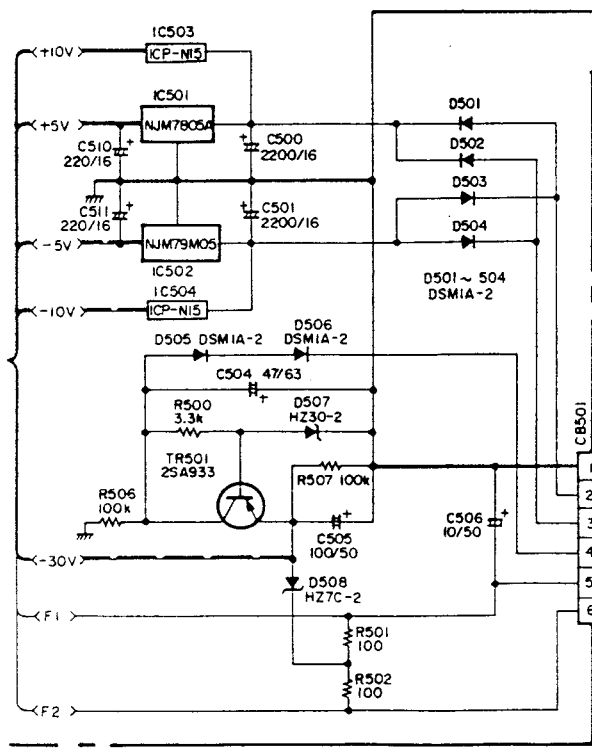 IC503
<+10V>
ICP-N15
IC501
<+5V>
NJM7805A
D501
+
C510
220/16
+
C500
2200/16
D502
D503
+
C511
220/16
+
C501
2200/16
D504
<-5V>
NJM79M05
IC502
D501~504
DSM1A-2
IC504
<-10V>
ICP-N15
D505 DSM1A-2
D506
DSM1A-2
C504 47/63
+
R500
3.3k
D507
HZ30-2
CB501
TR501
2SA933
R507 100k
1
R506
100k
2
+
C505
100/50
C506
10/50
+
3
4
<-30V>
5
D508
HZ7C-2
6
<F1>
R501
100
R502
100
<F2>